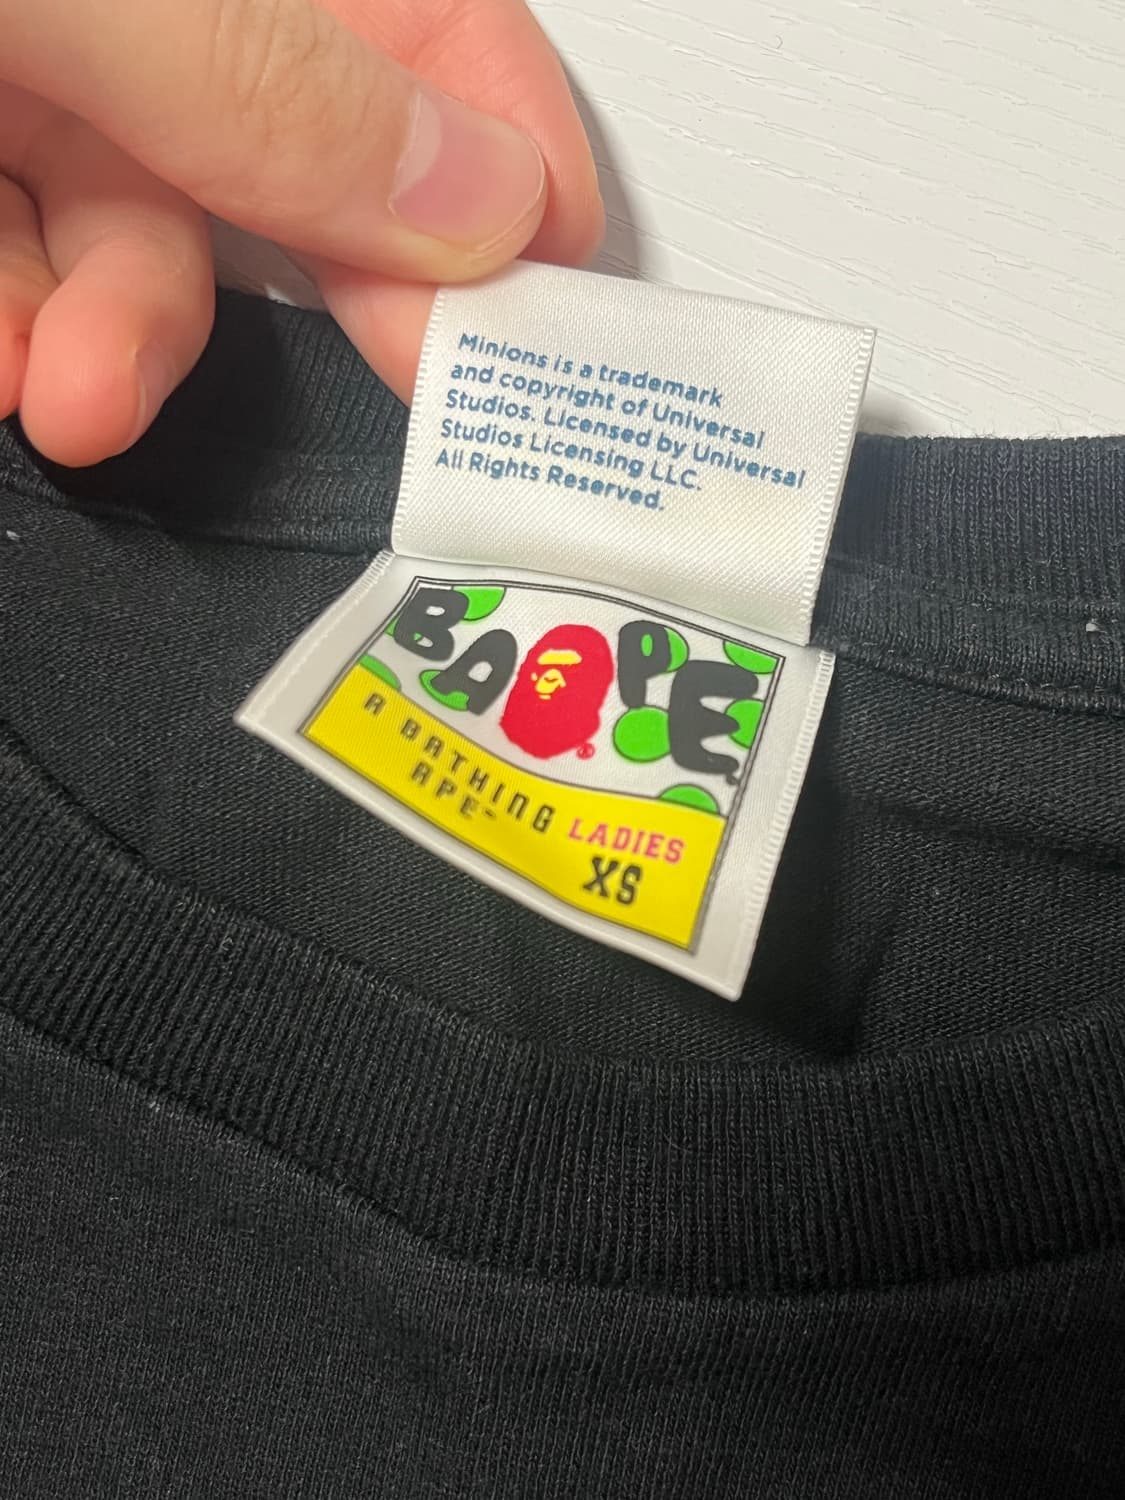 Minions is a trademark
and copyright of Universal
Studios. Licensed by Universal
Studios Licensing LLC.
All Rights Reserved.
BAPE®
A BATHING
APE™
LADIES
XS